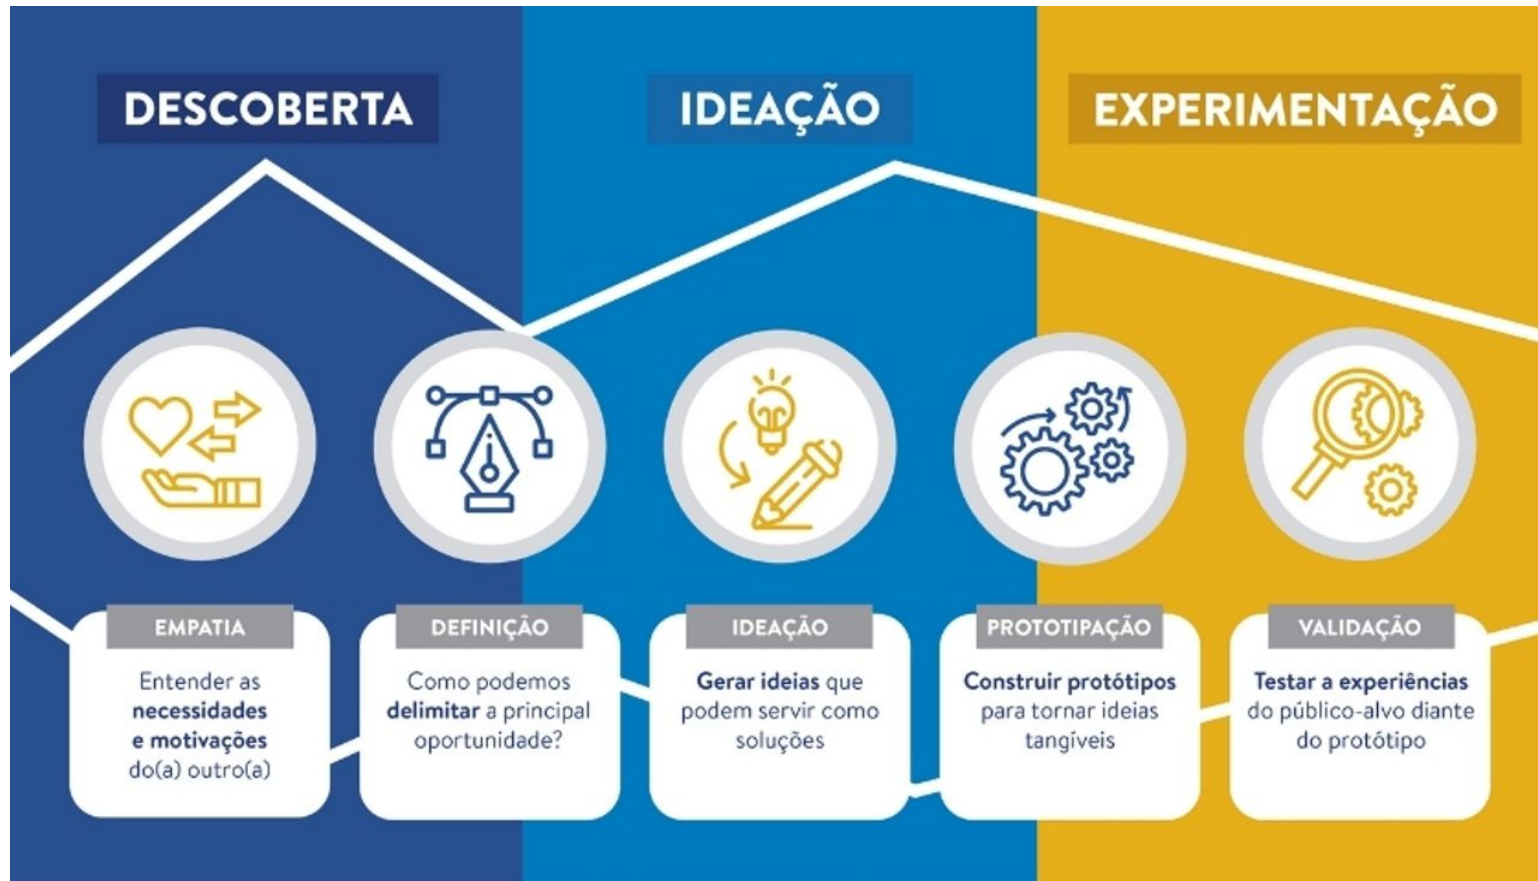 DESCOBERTA
IDEAÇÃO
EXPERIMENTAÇÃO
EMPATIA
Entender as
necessidades
e motivações
do(a) outro(a)
DEFINIÇÃO
Como podemos
delimitar a principal
oportunidade?
IDEAÇÃO
Gerar ideias que
podem servir como
soluções
PROTOTIPAÇÃO
Construir protótipos
para tornar ideias
tangíveis
VALIDAÇÃO
Testar a experiências
do público-alvo diante
do protótipo